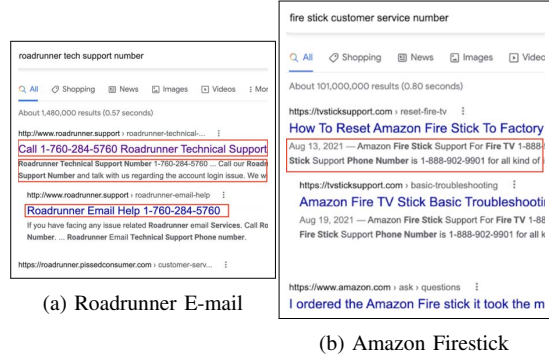 roadrunner tech support number
All Shopping News Images Videos Mor
About 1,480,000 results (0.57 seconds)
http://www.roadrunner.support › roadrunner-technical-...
Call 1-760-284-5760 Roadrunner Technical Support
Roadrunner Technical Support Number 1-760-284-5760 ... Call our Roadr
Support Number and talk with us regarding the account login issue. We w
http://www.roadrunner.support › roadrunner-email-help
Roadrunner Email Help 1-760-284-5760
If you have facing any issue related Roadrunner email Services. Call Ro
Number. ... Roadrunner Email Technical Support Phone number.
https://roadrunner.pissedconsumer.com › customer-serv...
(a) Roadrunner E-mail
fire stick customer service number
All Shopping News Images Videc
About 101,000,000 results (0.80 seconds)
https://tvsticksupport.com › reset-fire-tv
How To Reset Amazon Fire Stick To Factory
Aug 13, 2021 — Amazon Fire Stick Support For Fire TV 1-888-
Stick Support Phone Number is 1-888-902-9901 for all kind of i
https://tvsticksupport.com › basic-troubleshooting
Amazon Fire TV Stick Basic Troubleshooti
Aug 19, 2021 — Amazon Fire Stick Support For Fire TV 1-88
Fire Stick Support Phone Number is 1-888-902-9901 for all k
https://www.amazon.com › ask › questions
I ordered the Amazon Fire stick it took the m
(b) Amazon Firestick